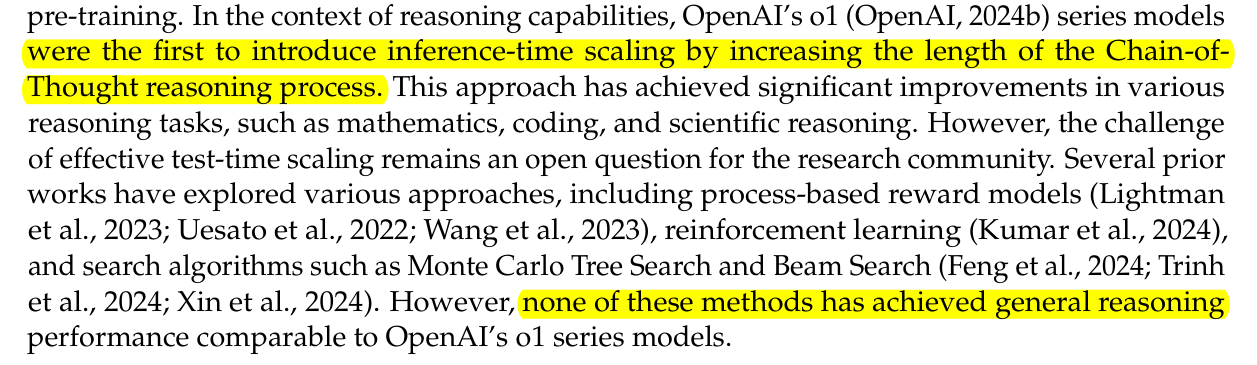 pre-training. In the context of reasoning capabilities, OpenAI’s o1 (OpenAI, 2024b) series models
were the first to introduce inference-time scaling by increasing the length of the Chain-of-
Thought reasoning process. This approach has achieved significant improvements in various
reasoning tasks, such as mathematics, coding, and scientific reasoning. However, the challenge
of effective test-time scaling remains an open question for the research community. Several prior
works have explored various approaches, including process-based reward models (Lightman
et al., 2023; Uesato et al., 2022; Wang et al., 2023), reinforcement learning (Kumar et al., 2024),
and search algorithms such as Monte Carlo Tree Search and Beam Search (Feng et al., 2024; Trinh
et al., 2024; Xin et al., 2024). However, none of these methods has achieved general reasoning
performance comparable to OpenAI’s o1 series models.